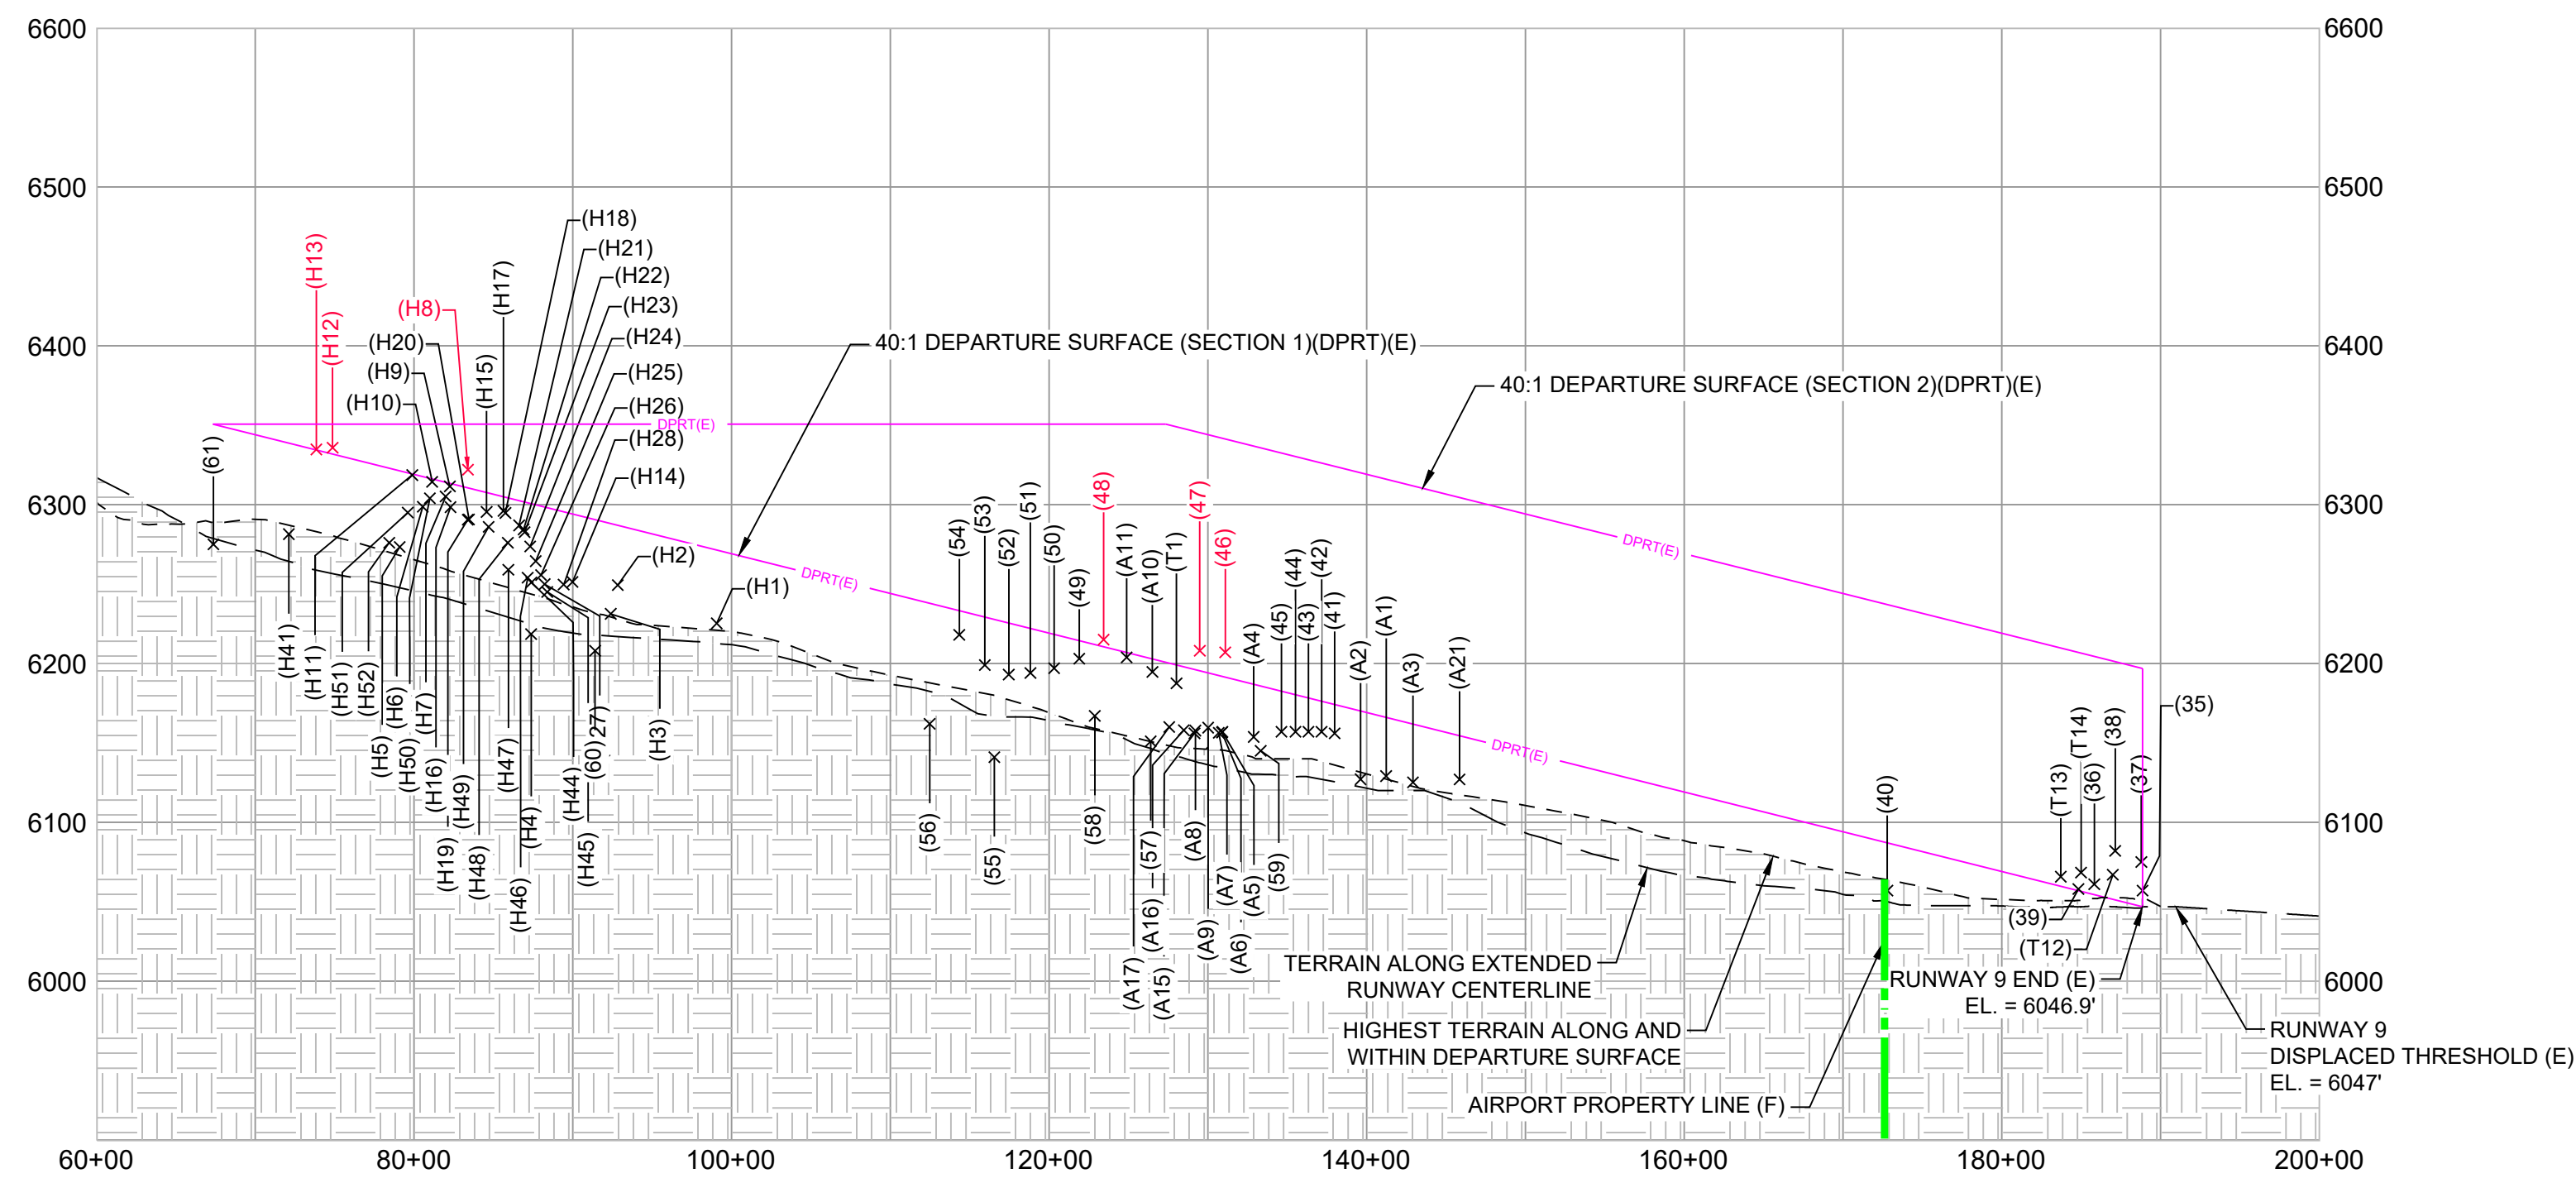 6600
6600
6500
6500
6400
6400
6300
6300
6200
6200
6100
6100
6000
6000
(H18)
(H21)
(H22)
(H23)
(H24)
(H25)
(H26)
(H28)
(H14)
(H13)
(H12)
(H8)
(H20)
(H9)
(H10)
(H15)
(H17)
40:1 DEPARTURE SURFACE (SECTION 1)(DPRT)(E)
40:1 DEPARTURE SURFACE (SECTION 2)(DPRT)(E)
DPRT(E)
DPRT(E)
DPRT(E)
DPRT(E)
(61)
(H2)
(H1)
(54)
(53)
(52)
(51)
(50)
(49)
(48)
(A11)
(A10)
(T1)
(47)
(46)
(A4)
(45)
(44)
(43)
(42)
(41)
(A2)
(A1)
(A3)
(A21)
(40)
(T13)
(T14)
(36)
(38)
(37)
(35)
(H41)
(H11)
(H51)
(H52)
(H5)
(H6)
(H50)
(H7)
(H16)
(H19)
(H49)
(H48)
(H47)
(H46)
(H4)
(H44)
(H45)
(60)
(H3)
(56)
(55)
(58)
(A17)
(57)
(A16)
(A15)
(A8)
(A9)
(A7)
(A6)
(A5)
(59)
(39)
(T12)
TERRAIN ALONG EXTENDED
RUNWAY CENTERLINE
HIGHEST TERRAIN ALONG AND
WITHIN DEPARTURE SURFACE
AIRPORT PROPERTY LINE (F)
RUNWAY 9 END (E)
EL. = 6046.9'
RUNWAY 9
DISPLACED THRESHOLD (E)
EL. = 6047'
60+00
80+00
100+00
120+00
140+00
160+00
180+00
200+00